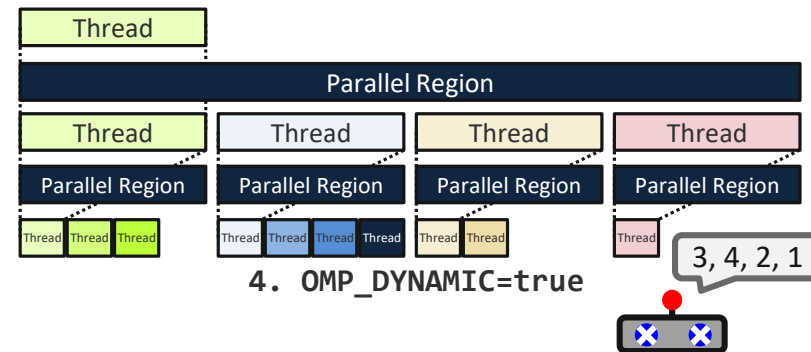 Thread
Parallel Region
Thread Thread Thread Thread
Parallel Region Parallel Region Parallel Region Parallel Region
Thread Thread Thread Thread Thread Thread Thread Thread Thread Thread
3, 4, 2, 1
4. OMP_DYNAMIC=true